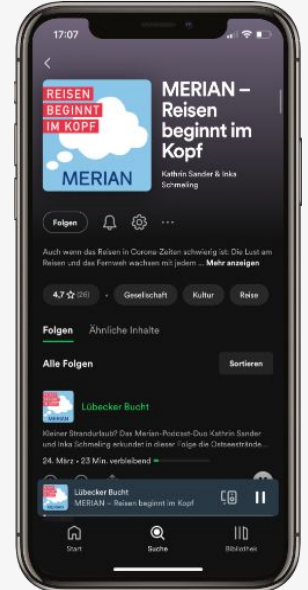 17:07
REISEN
BEGINNT
IM KOPF
MERIAN
MERIAN –
Reisen
beginnt im
Kopf
Kathrin Sander & Inka
Schmeling
Folgen
Auch wenn das Reisen in Corona-Zeiten schwierig ist: Die Lust am
Reisen und das Fernweh wachsen mit jedem ... Mehr anzeigen
4,7 ☆ (26) • Gesellschaft Kultur Reise
Folgen Ähnliche Inhalte
Alle Folgen Sortieren
Lübecker Bucht
Kleiner Strandurlaub? Das Merian-Podcast-Duo Kathrin Sander
und Inka Schmeling erkundet in dieser Folge die Ostseestrände...
24. März • 23 Min. verbleibend
Lübecker Bucht
MERIAN – Reisen beginnt im Kopf
Start Suche Bibliothek